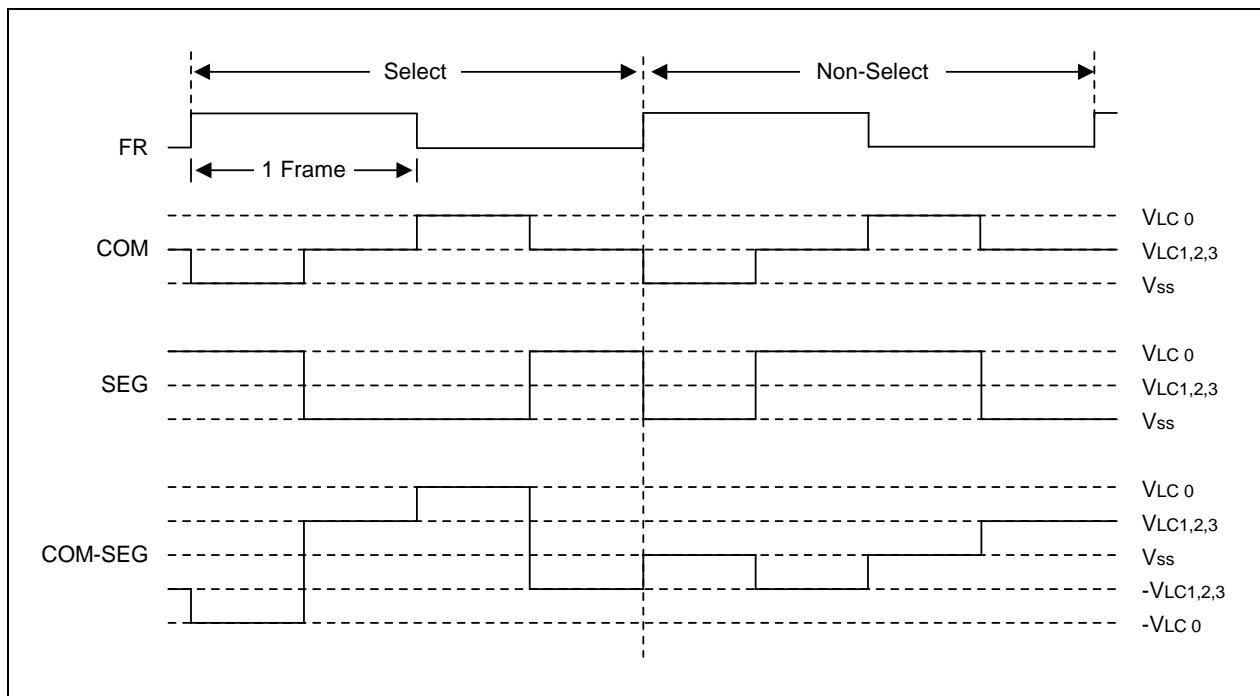 Select
Non-Select
FR
1 Frame
COM
VLC 0
VLC1,2,3
Vss
SEG
VLC 0
VLC1,2,3
Vss
COM-SEG
VLC 0
VLC1,2,3
Vss
-VLC1,2,3
-VLC 0